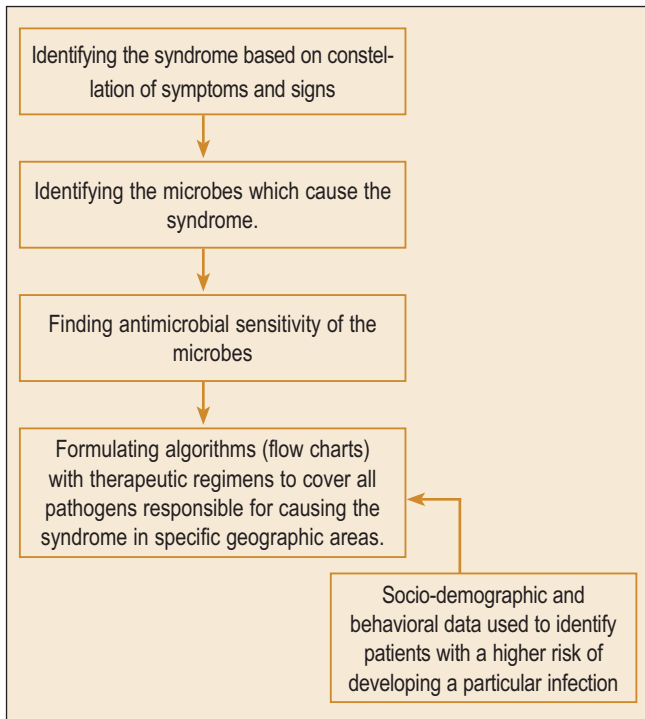 Identifying the syndrome based on constel-
lation of symptoms and signs
Identifying the microbes which cause the
syndrome.
Finding antimicrobial sensitivity of the
microbes
Formulating algorithms (flow charts)
with therapeutic regimens to cover all
pathogens responsible for causing the
syndrome in specific geographic areas.
Socio-demographic and
behavioral data used to identify
patients with a higher risk of
developing a particular infection